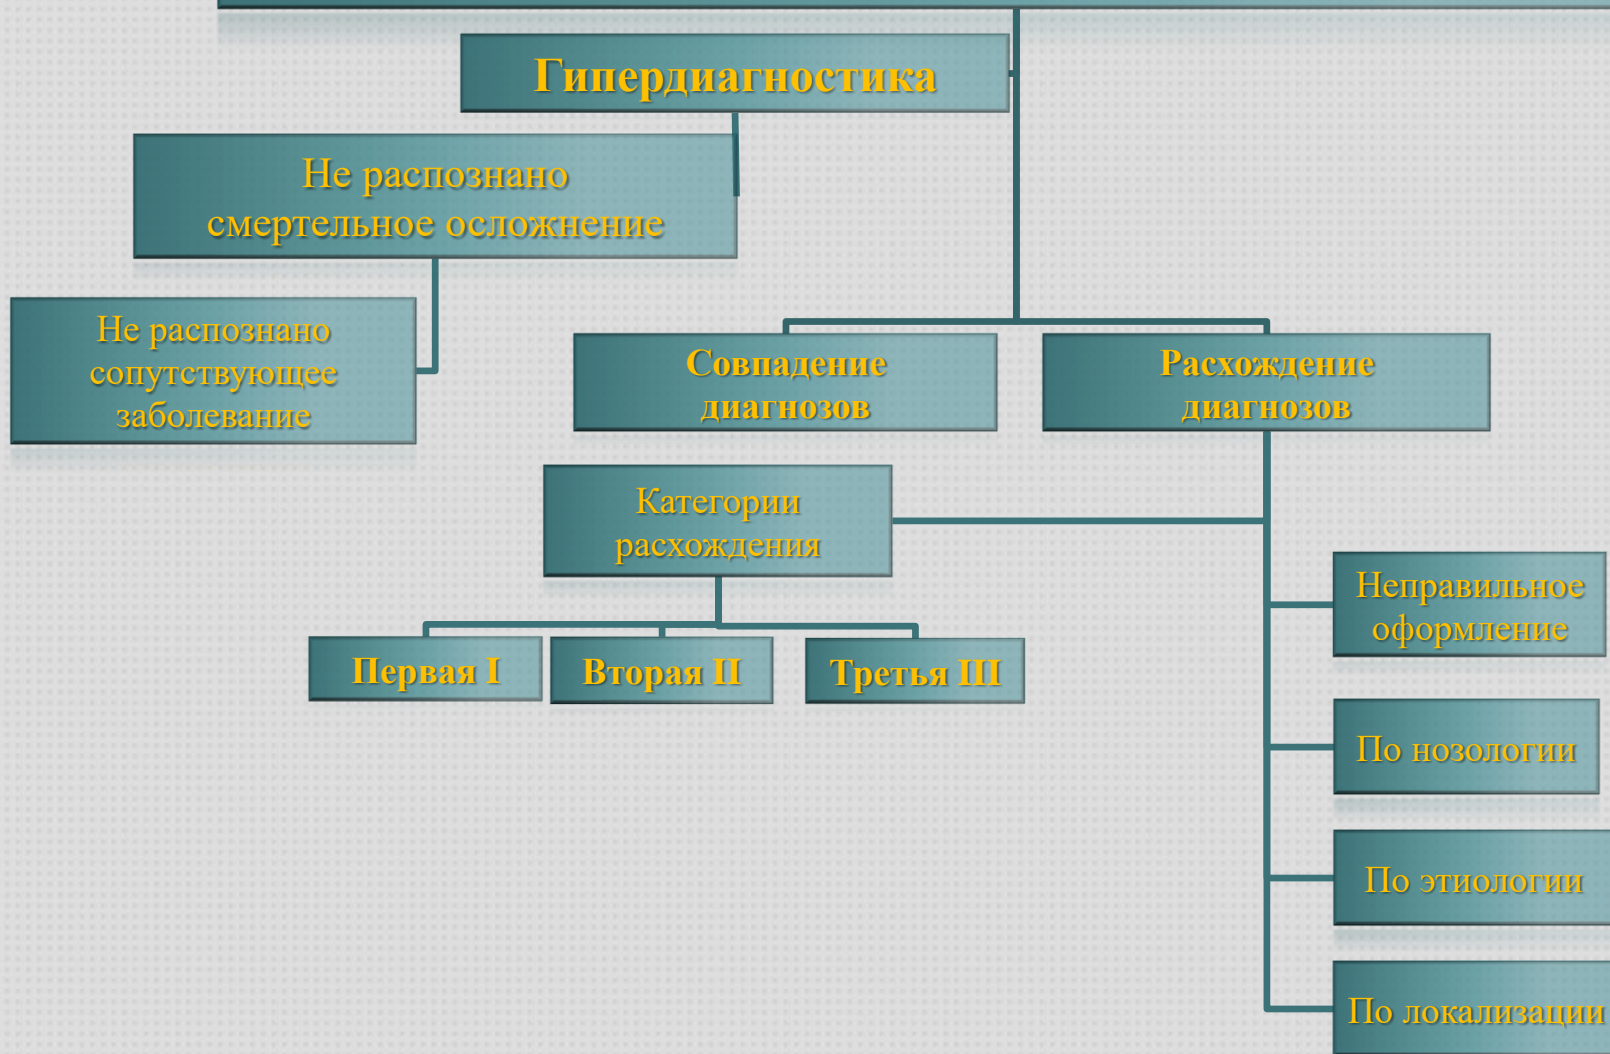 Гипердиагностика
Не распознано
смертельное осложнение
Не распознано
сопутствующее
заболевание
Совпадение
диагнозов
Расхождение
диагнозов
Категории
расхождения
Первая I
Вторая II
Третья III
Неправильное
оформление
По нозологии
По этиологии
По локализации